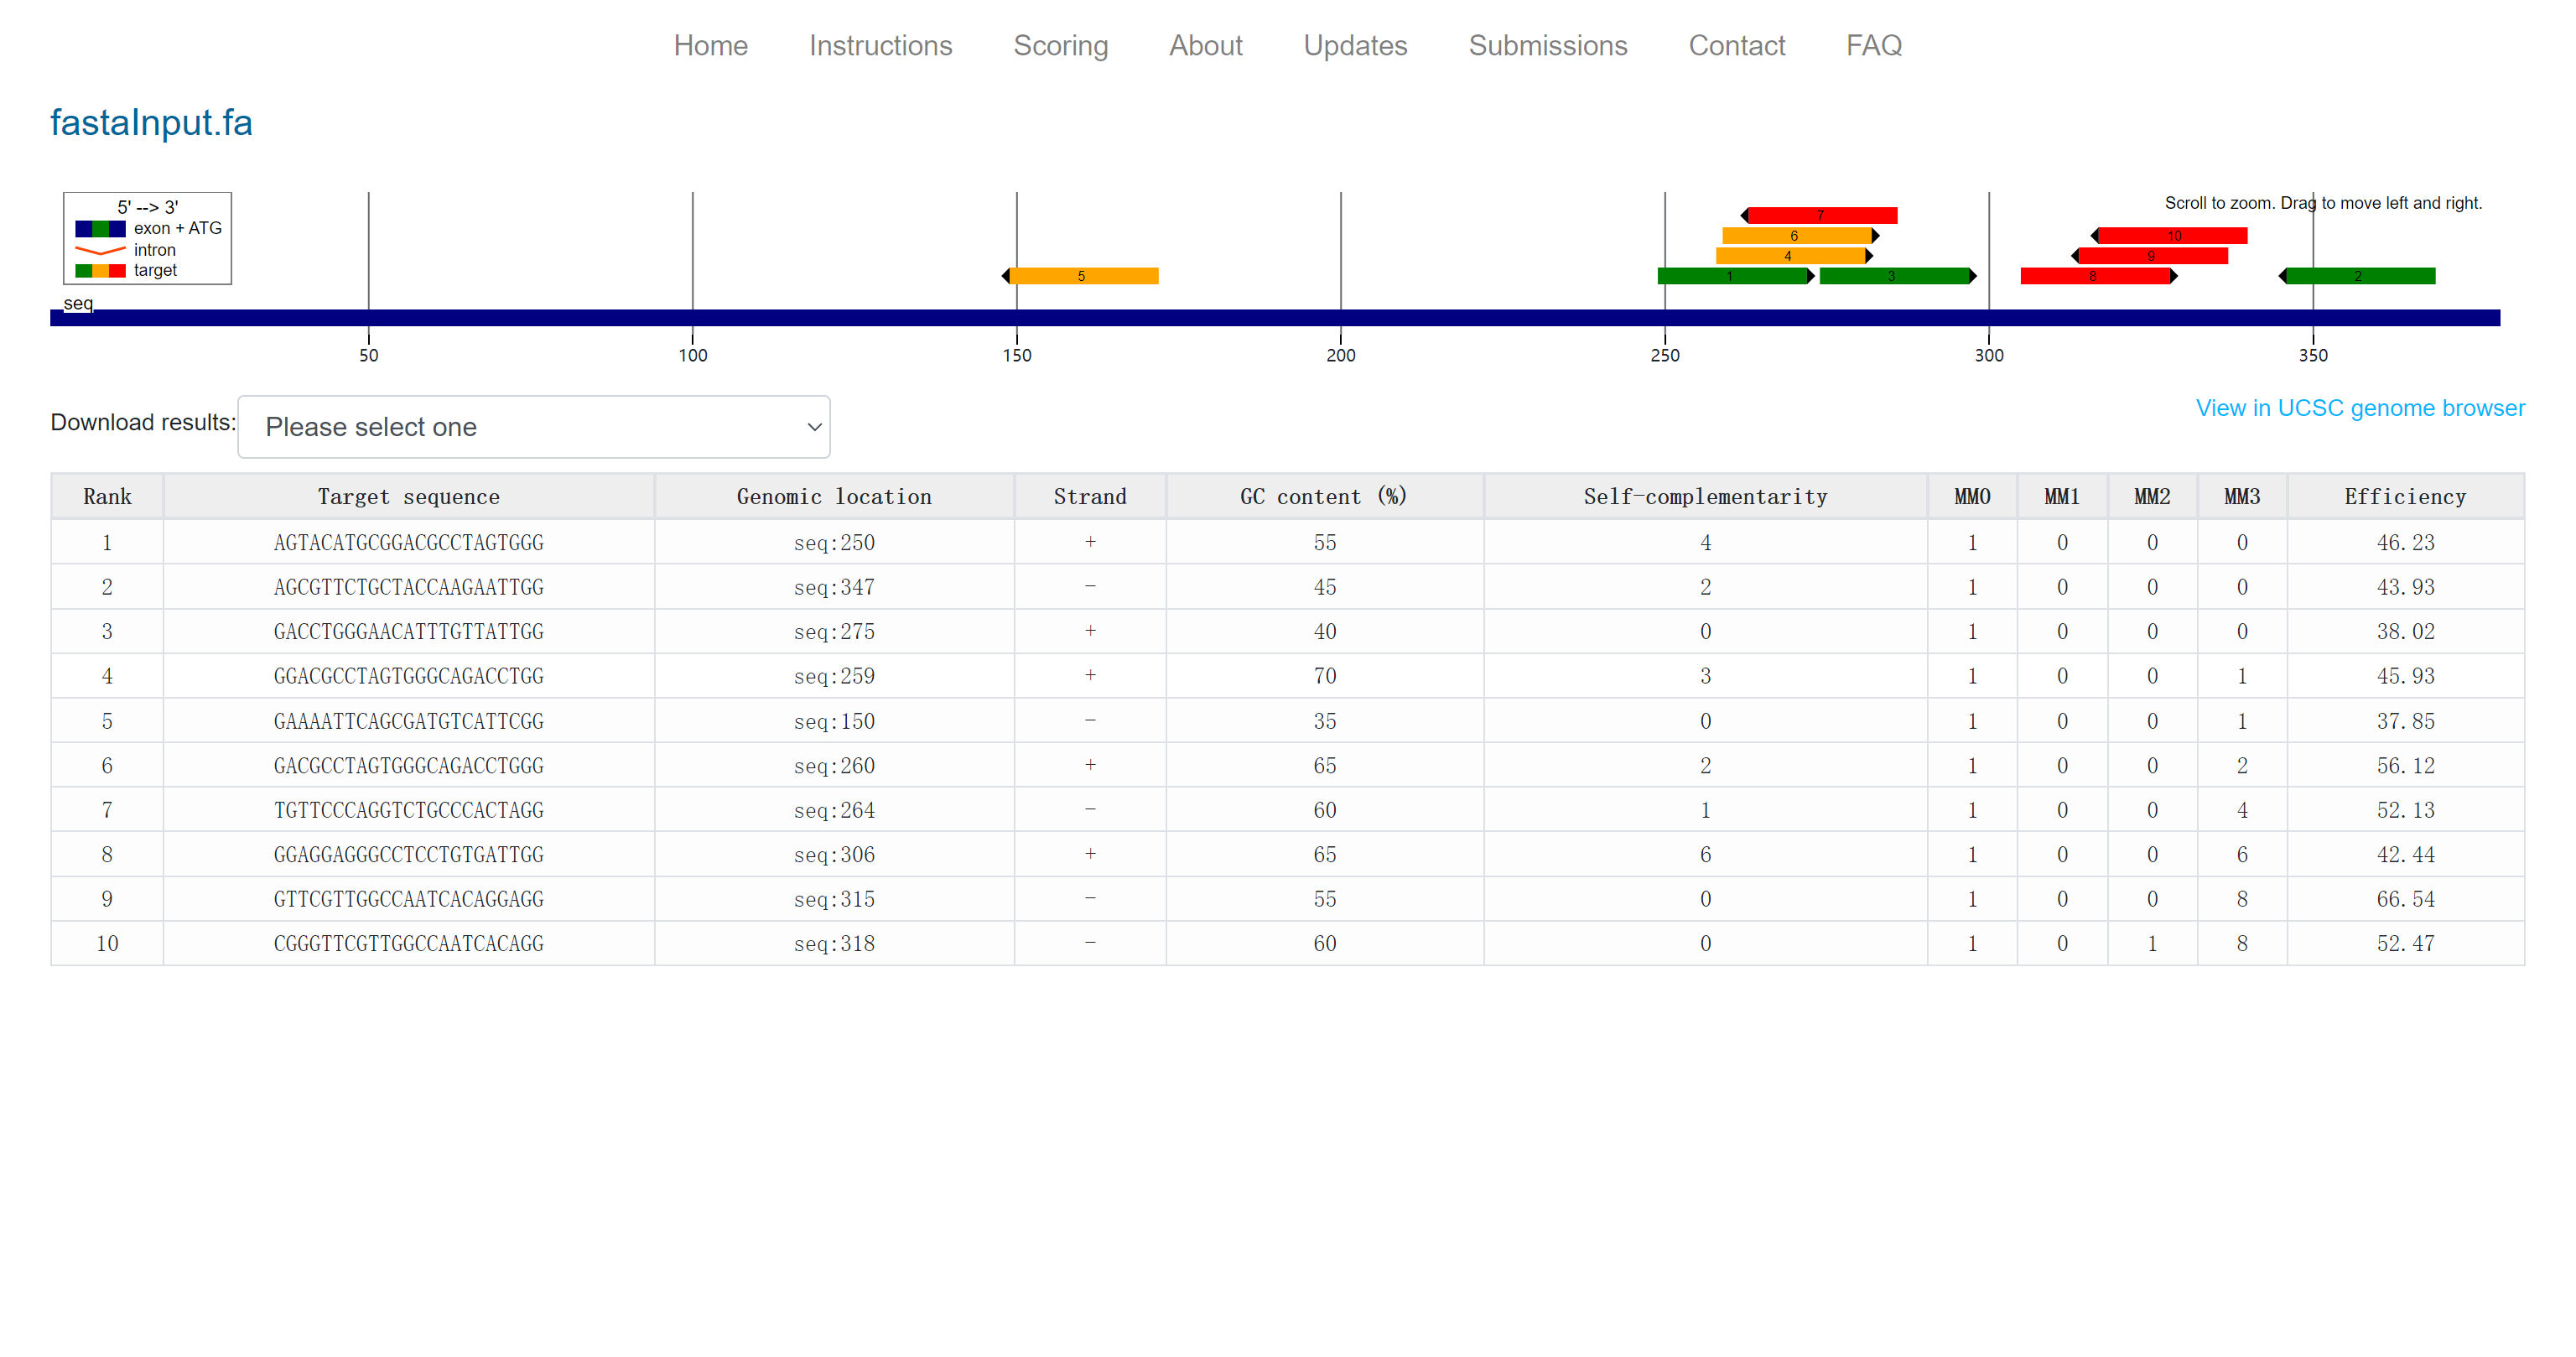 Home Instructions Scoring About Updates Submissions Contact FAQ
fastaInput.fa
5' --> 3'
exon + ATG
intron
target
Scroll to zoom. Drag to move left and right.
7
6 10
4 9
5 1 3 8 2
seq
50 100 150 200 250 300 350
Download results: Please select one
View in UCSC genome browser
Rank Target sequence Genomic location Strand GC content (%) Self-complementarity MM0 MM1 MM2 MM3 Efficiency
1 AGTACATGCGGACGCCTAGTGGG seq:250 + 55 4 1 0 0 0 46.23
2 AGCGTTCTGCTACCAAGAATTGG seq:347 - 45 2 1 0 0 0 43.93
3 GACCTGGGAACATTTGTTATTGG seq:275 + 40 0 1 0 0 0 38.02
4 GGACGCCTAGTGGGCAGACCTGG seq:259 + 70 3 1 0 0 1 45.93
5 GAAAATTCAGCGATGTCATTCGG seq:150 - 35 0 1 0 0 1 37.85
6 GACGCCTAGTGGGCAGACCTGGG seq:260 + 65 2 1 0 0 2 56.12
7 TGTTCCCAGGTCTGCCCACTAGG seq:264 - 60 1 1 0 0 4 52.13
8 GGAGGAGGGCCTCCTGTGATTGG seq:306 + 65 6 1 0 0 6 42.44
9 GTTCGTTGGCCAATCACAGGAGG seq:315 - 55 0 1 0 0 8 66.54
10 CGGGTTCGTTGGCCAATCACAGG seq:318 - 60 0 1 0 1 8 52.47